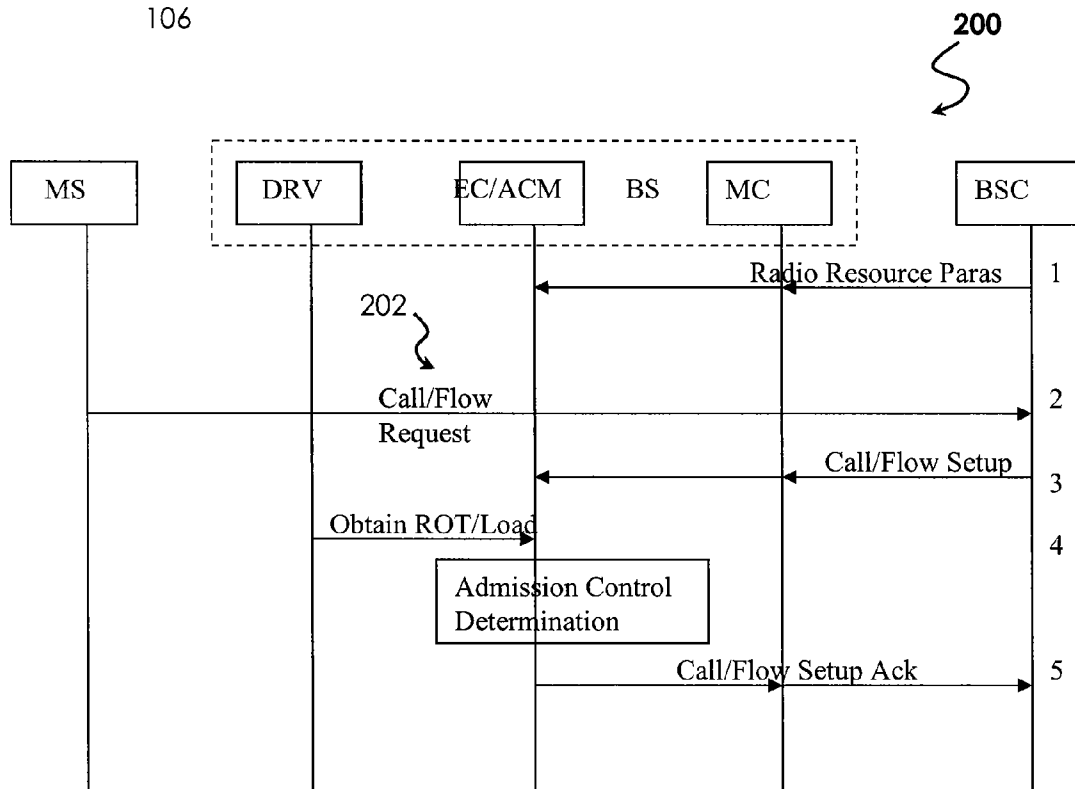 106
200
MS
DRV
EC/ACM
BS
MC
BSC
Radio Resource Paras
1
202
Call/Flow
Request
2
Call/Flow Setup
3
Obtain ROT/Load
4
Admission Control
Determination
Call/Flow Setup Ack
5